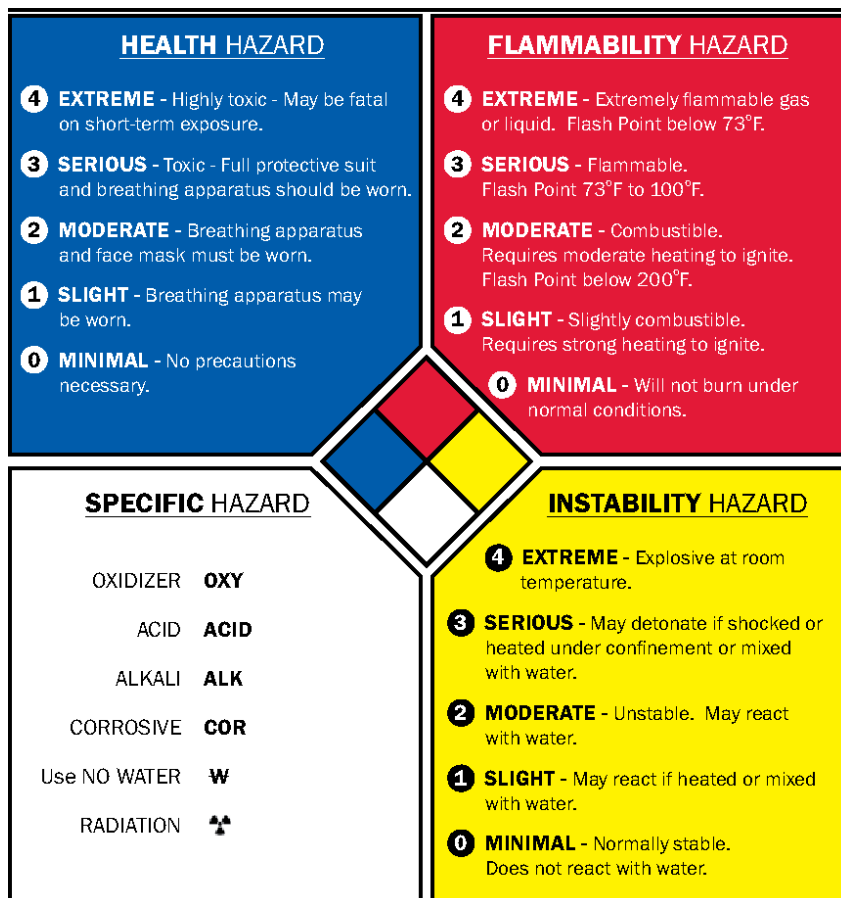 HEALTH HAZARD
4 EXTREME - Highly toxic - May be fatal
on short-term exposure.
3 SERIOUS - Toxic - Full protective suit
and breathing apparatus should be worn.
2 MODERATE - Breathing apparatus
and face mask must be worn.
1 SLIGHT - Breathing apparatus may
be worn.
0 MINIMAL - No precautions
necessary.
FLAMMABILITY HAZARD
4 EXTREME - Extremely flammable gas
or liquid. Flash Point below 73°F.
3 SERIOUS - Flammable.
Flash Point 73°F to 100°F.
2 MODERATE - Combustible.
Requires moderate heating to ignite.
Flash Point below 200°F.
1 SLIGHT - Slightly combustible.
Requires strong heating to ignite.
0 MINIMAL - Will not burn under
normal conditions.
SPECIFIC HAZARD
OXIDIZER OXY
ACID ACID
ALKALI ALK
CORROSIVE COR
Use NO WATER W̶
RADIATION ☢
INSTABILITY HAZARD
4 EXTREME - Explosive at room
temperature.
3 SERIOUS - May detonate if shocked or
heated under confinement or mixed
with water.
2 MODERATE - Unstable. May react
with water.
1 SLIGHT - May react if heated or mixed
with water.
0 MINIMAL - Normally stable.
Does not react with water.